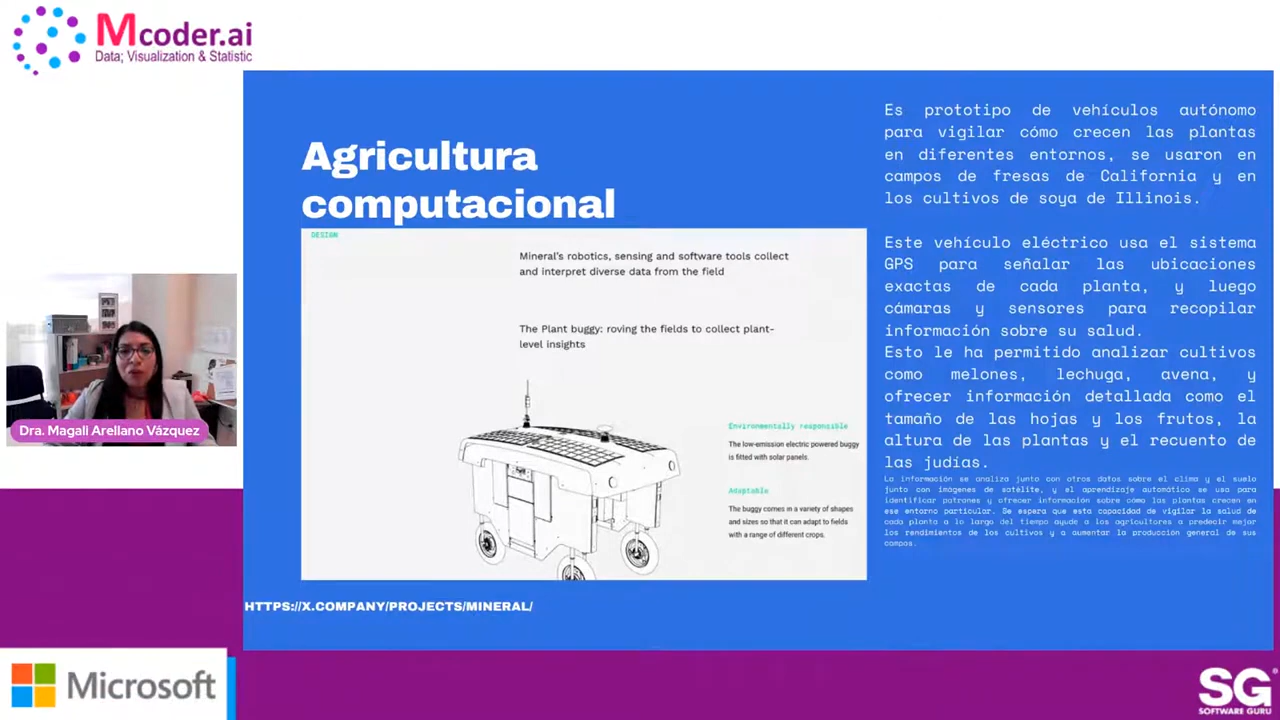 Mcoder.ai
Data; Visualization & Statistic
Agricultura
computacional
DESIGN
Mineral's robotics, sensing and software tools collect
and interpret diverse data from the field
The Plant buggy: roving the fields to collect plant-
level insights
Environmentally responsible
The low-emission electric powered buggy
is fitted with solar panels.
Adaptable
The buggy comes in a variety of shapes
and sizes so that it can adapt to fields
with a range of different crops.
HTTPS://X.COMPANY/PROJECTS/MINERAL/
Es prototipo de vehículos autónomo
para vigilar cómo crecen las plantas
en diferentes entornos, se usaron en
campos de fresas de California y en
los cultivos de soya de Illinois.
Este vehículo eléctrico usa el sistema
GPS para señalar las ubicaciones
exactas de cada planta, y luego
cámaras y sensores para recopilar
información sobre su salud.
Esto le ha permitido analizar cultivos
como melones, lechuga, avena, y
ofrecer información detallada como el
tamaño de las hojas y los frutos, la
altura de las plantas y el recuento de
las judías.
La información se analiza junto con otros datos sobre el clima y el suelo
junto con imágenes de satélite, y el aprendizaje automático se usa para
identificar patrones y ofrecer información sobre cómo las plantas crecen en
ese entorno particular. Se espera que esta capacidad de vigilar la salud de
cada planta a lo largo del tiempo ayude a los agricultores a predecir mejor
los rendimientos de los cultivos y a aumentar la producción general de sus
campos.
Dra. Magali Arellano Vázquez
Microsoft
SG
SOFTWARE GURU